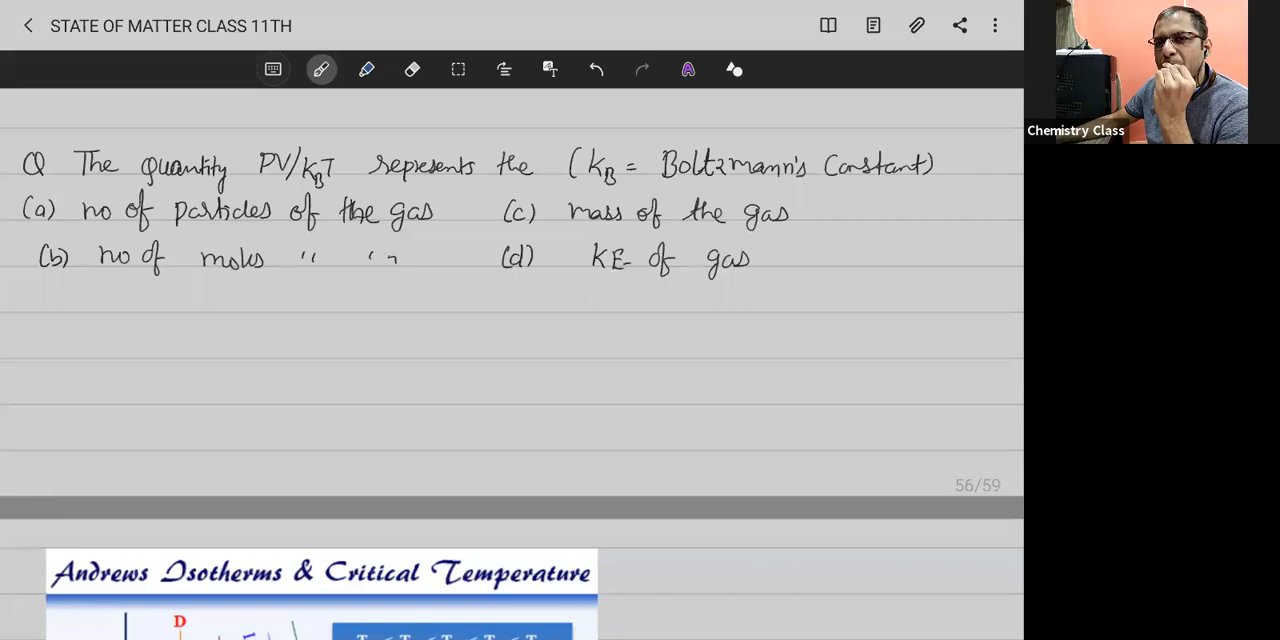 STATE OF MATTER CLASS 11TH
Chemistry Class
Q The quantity PV/KBT represents the (KB = Boltzmann's Constant)
(a) no of particles of the gas (c) mass of the gas
(b) no of moles " " (d) KE of gas
56/59
Andrews Isotherms & Critical Temperature
D